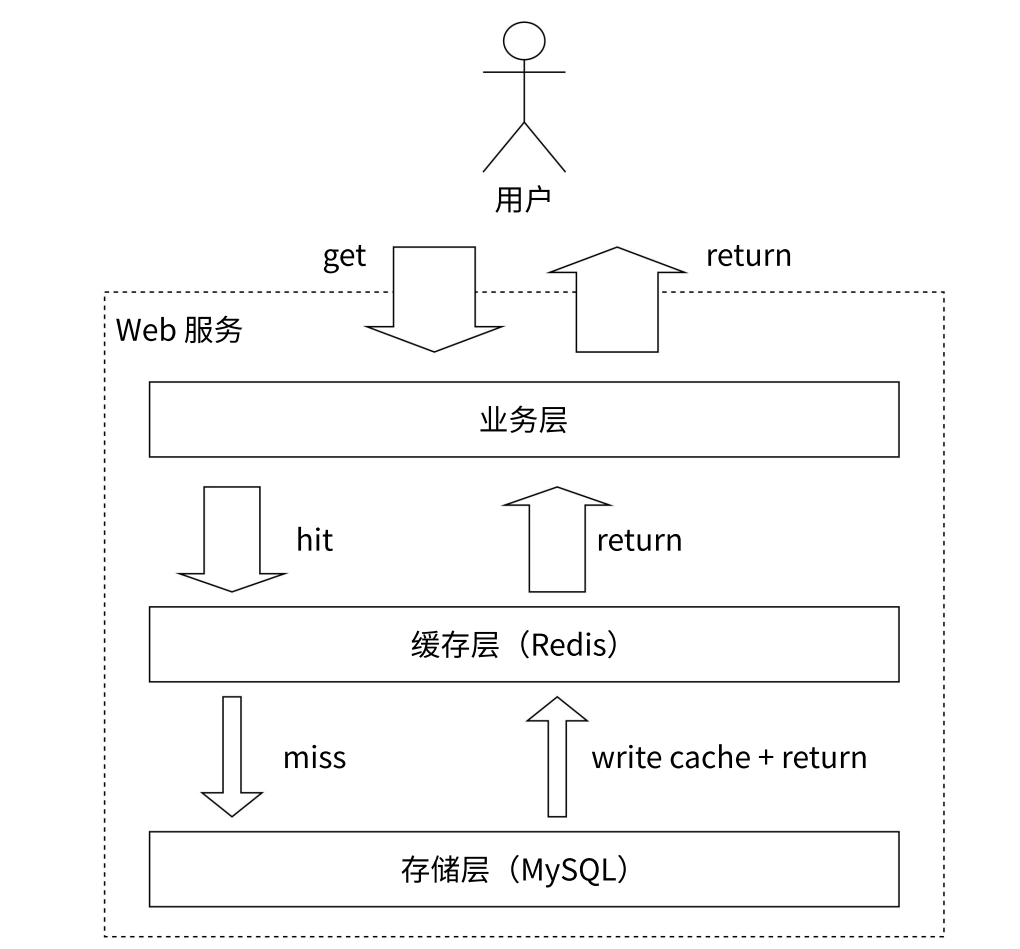 用户
get
return
Web 服务
业务层
hit
return
缓存层（Redis）
miss
write cache + return
存储层（MySQL）